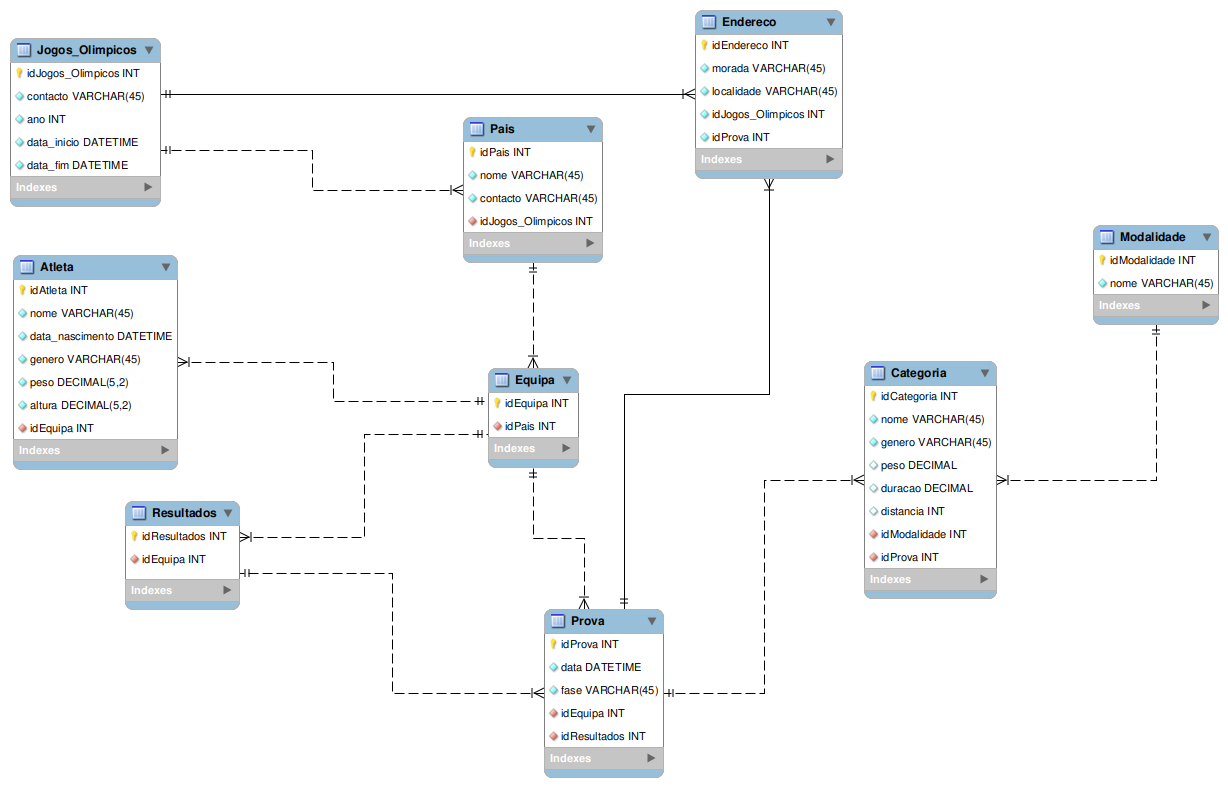 Jogos_Olimpicos
idJogos_Olimpicos INT
contacto VARCHAR(45)
ano INT
data_inicio DATETIME
data_fim DATETIME
Indexes
Endereco
idEndereco INT
morada VARCHAR(45)
localidade VARCHAR(45)
idJogos_Olimpicos INT
idProva INT
Indexes
Pais
idPais INT
nome VARCHAR(45)
contacto VARCHAR(45)
idJogos_Olimpicos INT
Indexes
Modalidade
idModalidade INT
nome VARCHAR(45)
Indexes
Atleta
idAtleta INT
nome VARCHAR(45)
data_nascimento DATETIME
genero VARCHAR(45)
peso DECIMAL(5,2)
altura DECIMAL(5,2)
idEquipa INT
Indexes
Equipa
idEquipa INT
idPais INT
Indexes
Categoria
idCategoria INT
nome VARCHAR(45)
genero VARCHAR(45)
peso DECIMAL
duracao DECIMAL
distancia INT
idModalidade INT
idProva INT
Indexes
Resultados
idResultados INT
idEquipa INT
Indexes
Prova
idProva INT
data DATETIME
fase VARCHAR(45)
idEquipa INT
idResultados INT
Indexes